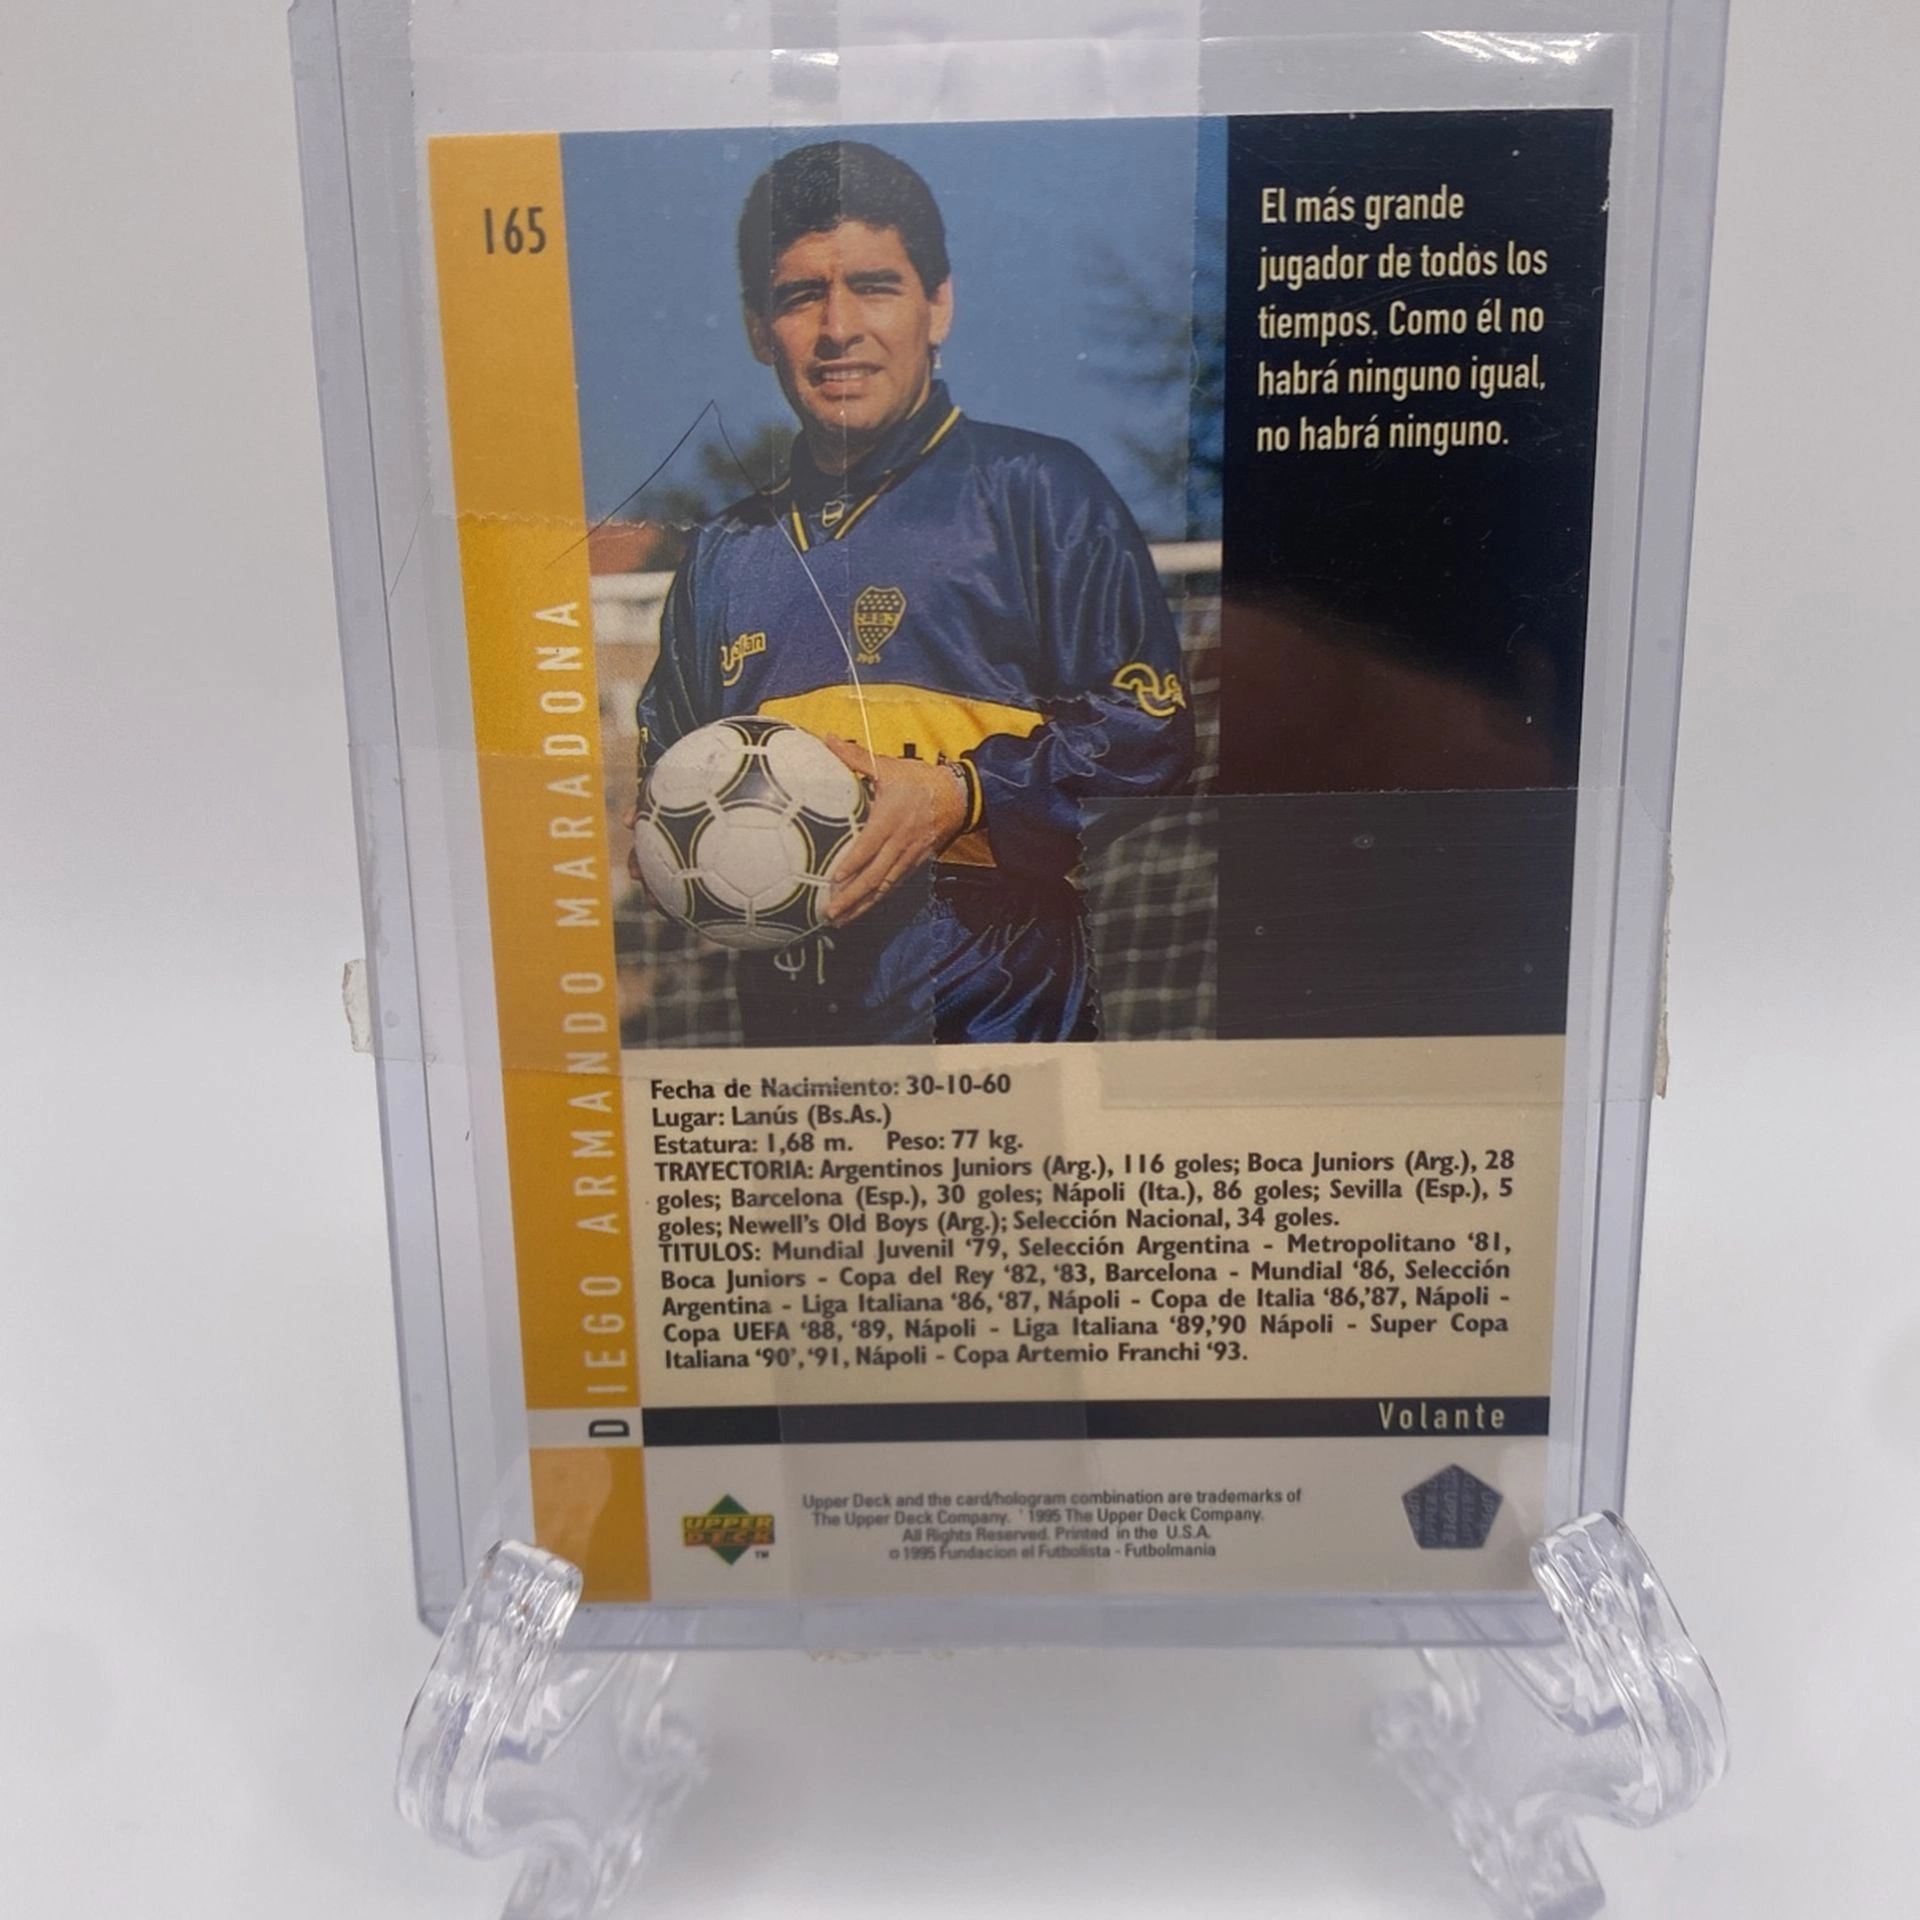 165
El más grande
jugador de todos los
tiempos. Como él no
habrá ninguno igual,
no habrá ninguno.
DIEGO ARMANDO MARADONA
CABJ
1905
Fecha de Nacimiento: 30-10-60
Lugar: Lanús (Bs.As.)
Estatura: 1,68 m. Peso: 77 kg.
TRAYECTORIA: Argentinos Juniors (Arg.), 116 goles; Boca Juniors (Arg.), 28
goles; Barcelona (Esp.), 30 goles; Nápoli (Ita.), 86 goles; Sevilla (Esp.), 5
goles; Newell's Old Boys (Arg.); Selección Nacional, 34 goles.
TITULOS: Mundial Juvenil '79, Selección Argentina - Metropolitano '81,
Boca Juniors - Copa del Rey '82, '83, Barcelona - Mundial '86, Selección
Argentina - Liga Italiana '86, '87, Nápoli - Copa de Italia '86,'87, Nápoli -
Copa UEFA '88, '89, Nápoli - Liga Italiana '89,'90 Nápoli - Super Copa
Italiana '90', '91, Nápoli - Copa Artemio Franchi '93.
Volante
UPPER
DECK
TM
Upper Deck and the card/hologram combination are trademarks of
The Upper Deck Company. ' 1995 The Upper Deck Company.
All Rights Reserved. Printed in the U.S.A.
© 1995 Fundacion el Futbolista - Futbolmania